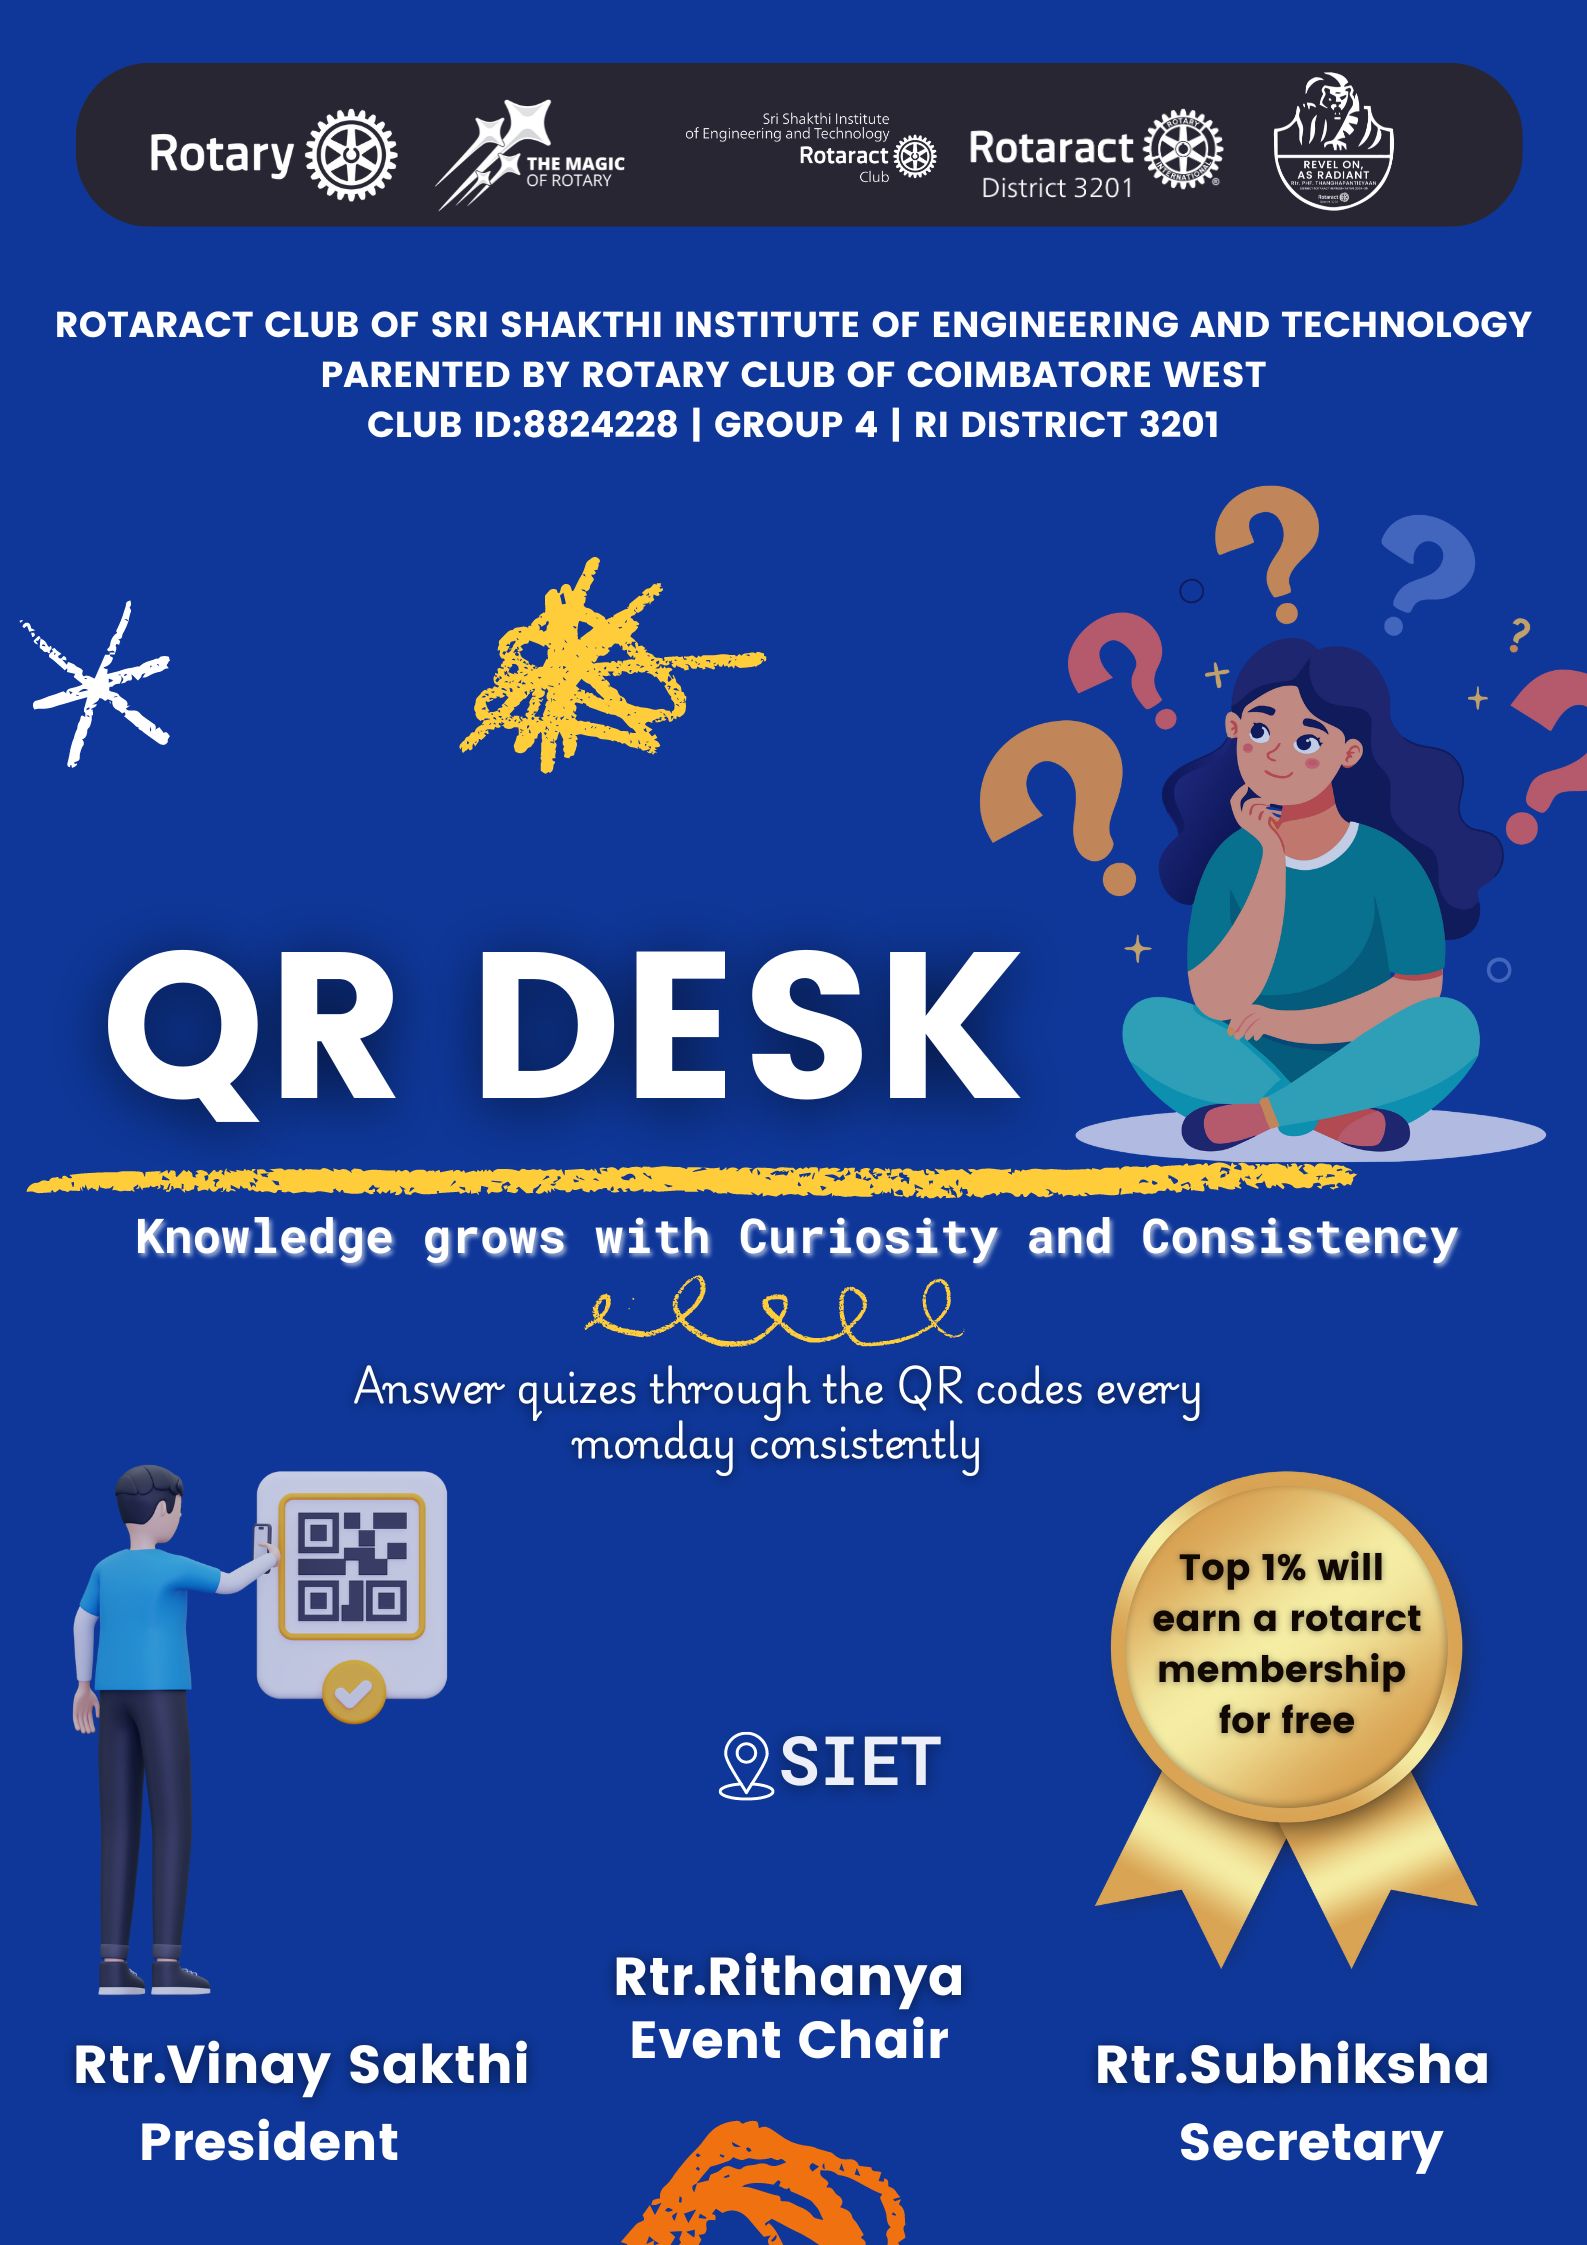 Rotary
THE MAGIC
OF ROTARY
Sri Shakthi Institute
of Engineering and Technology
Rotaract
Club
Rotaract
District 3201
ROTARY
INTERNATIONAL
REVEL ON,
AS RADIANT
ROTARACT CLUB OF SRI SHAKTHI INSTITUTE OF ENGINEERING AND TECHNOLOGY
PARENTED BY ROTARY CLUB OF COIMBATORE WEST
CLUB ID:8824228 | GROUP 4 | RI DISTRICT 3201
QR DESK
Knowledge grows with Curiosity and Consistency
Answer quizes through the QR codes every
monday consistently
Top 1% will
earn a rotarct
membership
for free
SIET
Rtr.Rithanya
Event Chair
Rtr.Vinay Sakthi
President
Rtr.Subhiksha
Secretary